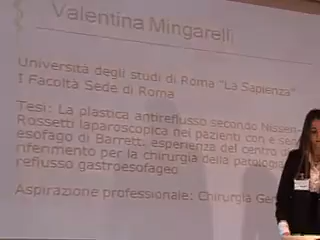 Valentina Mingarelli
Università degli studi di Roma "La Sapienza"
I Facoltà Sede di Roma
Tesi: La plastica antireflusso secondo Nissen-
Rossetti laparoscopica nei pazienti con e senza
esofago di Barrett. esperienza del centro di
riferimento per la chirurgia della patologia
reflusso gastroesofageo
Aspirazione professionale: Chirurgia